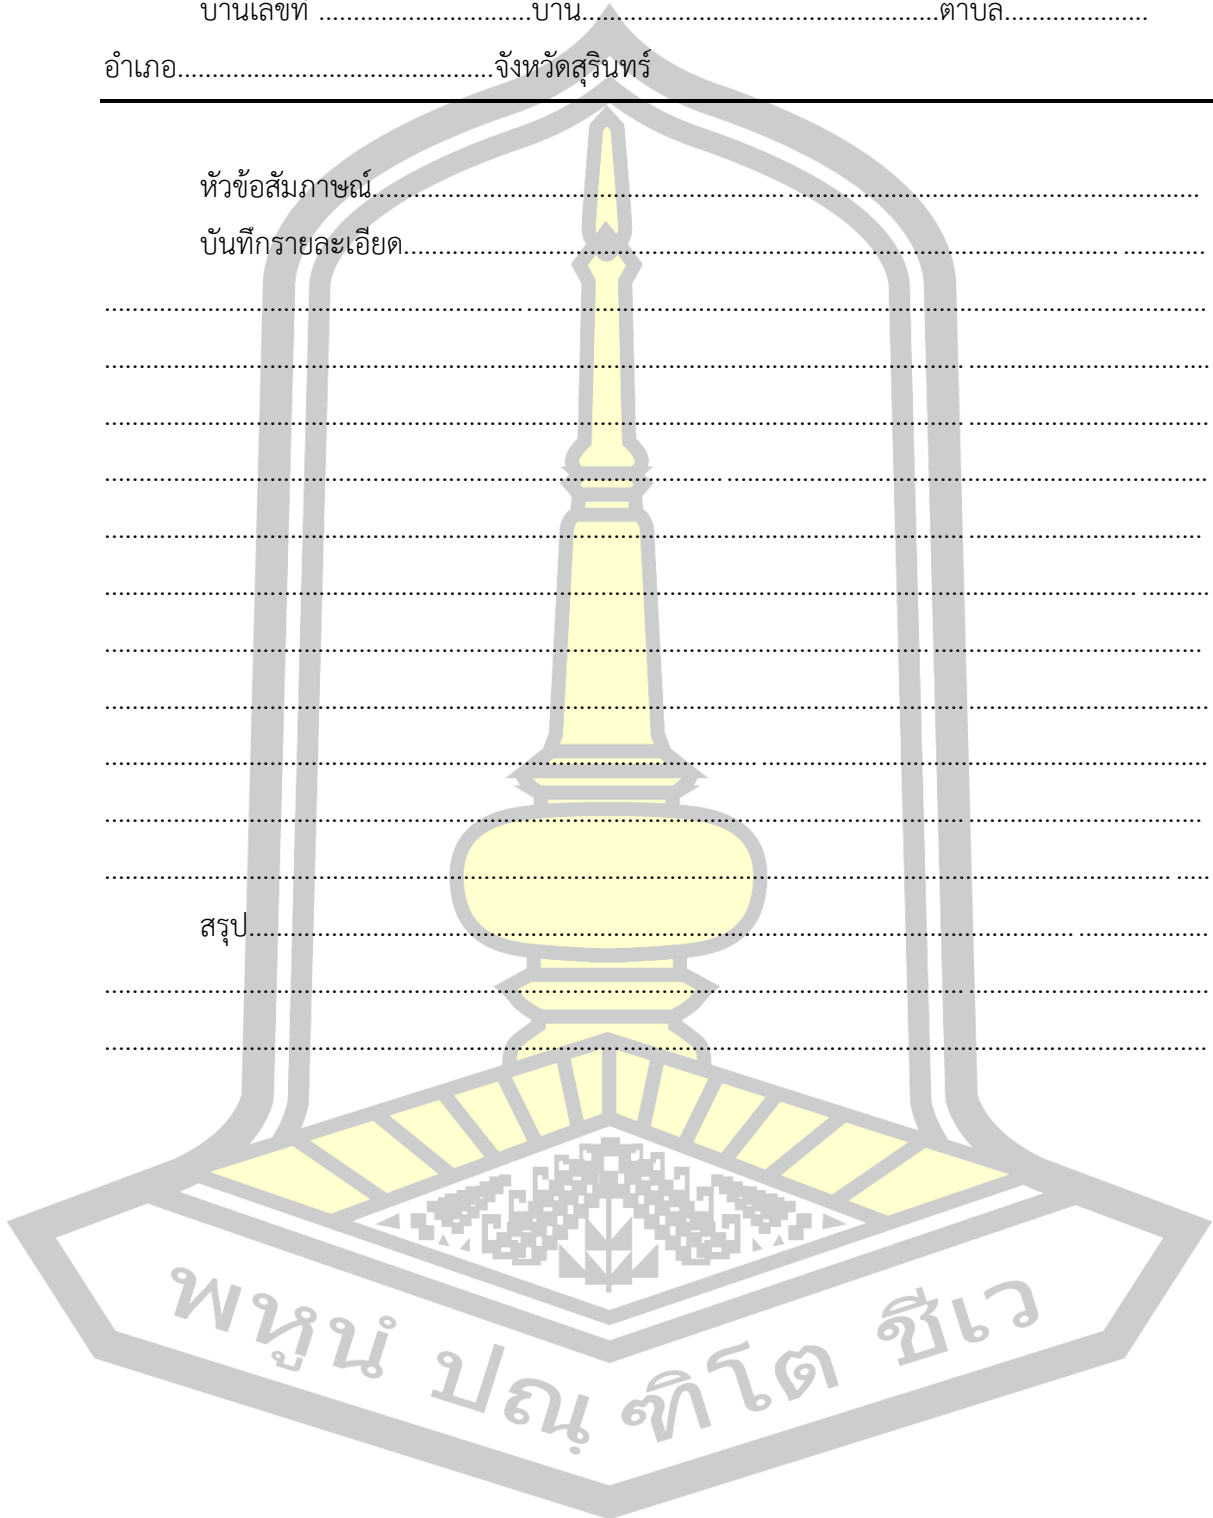 บ้านเลขที่ ...............................บ้าน....................................................ตำบล.....................
อำเภอ..............................................จังหวัดสุรินทร์
หัวข้อสัมภาษณ์........................................................................................................................
บันทึกรายละเอียด....................................................................................................................
................................................................................................................................................................
................................................................................................................................................................
................................................................................................................................................................
................................................................................................................................................................
................................................................................................................................................................
................................................................................................................................................................
................................................................................................................................................................
................................................................................................................................................................
................................................................................................................................................................
................................................................................................................................................................
................................................................................................................................................................
สรุป...........................................................................................................................................
................................................................................................................................................................
................................................................................................................................................................
พหูนํ ปณฺฑิโต ชีเว